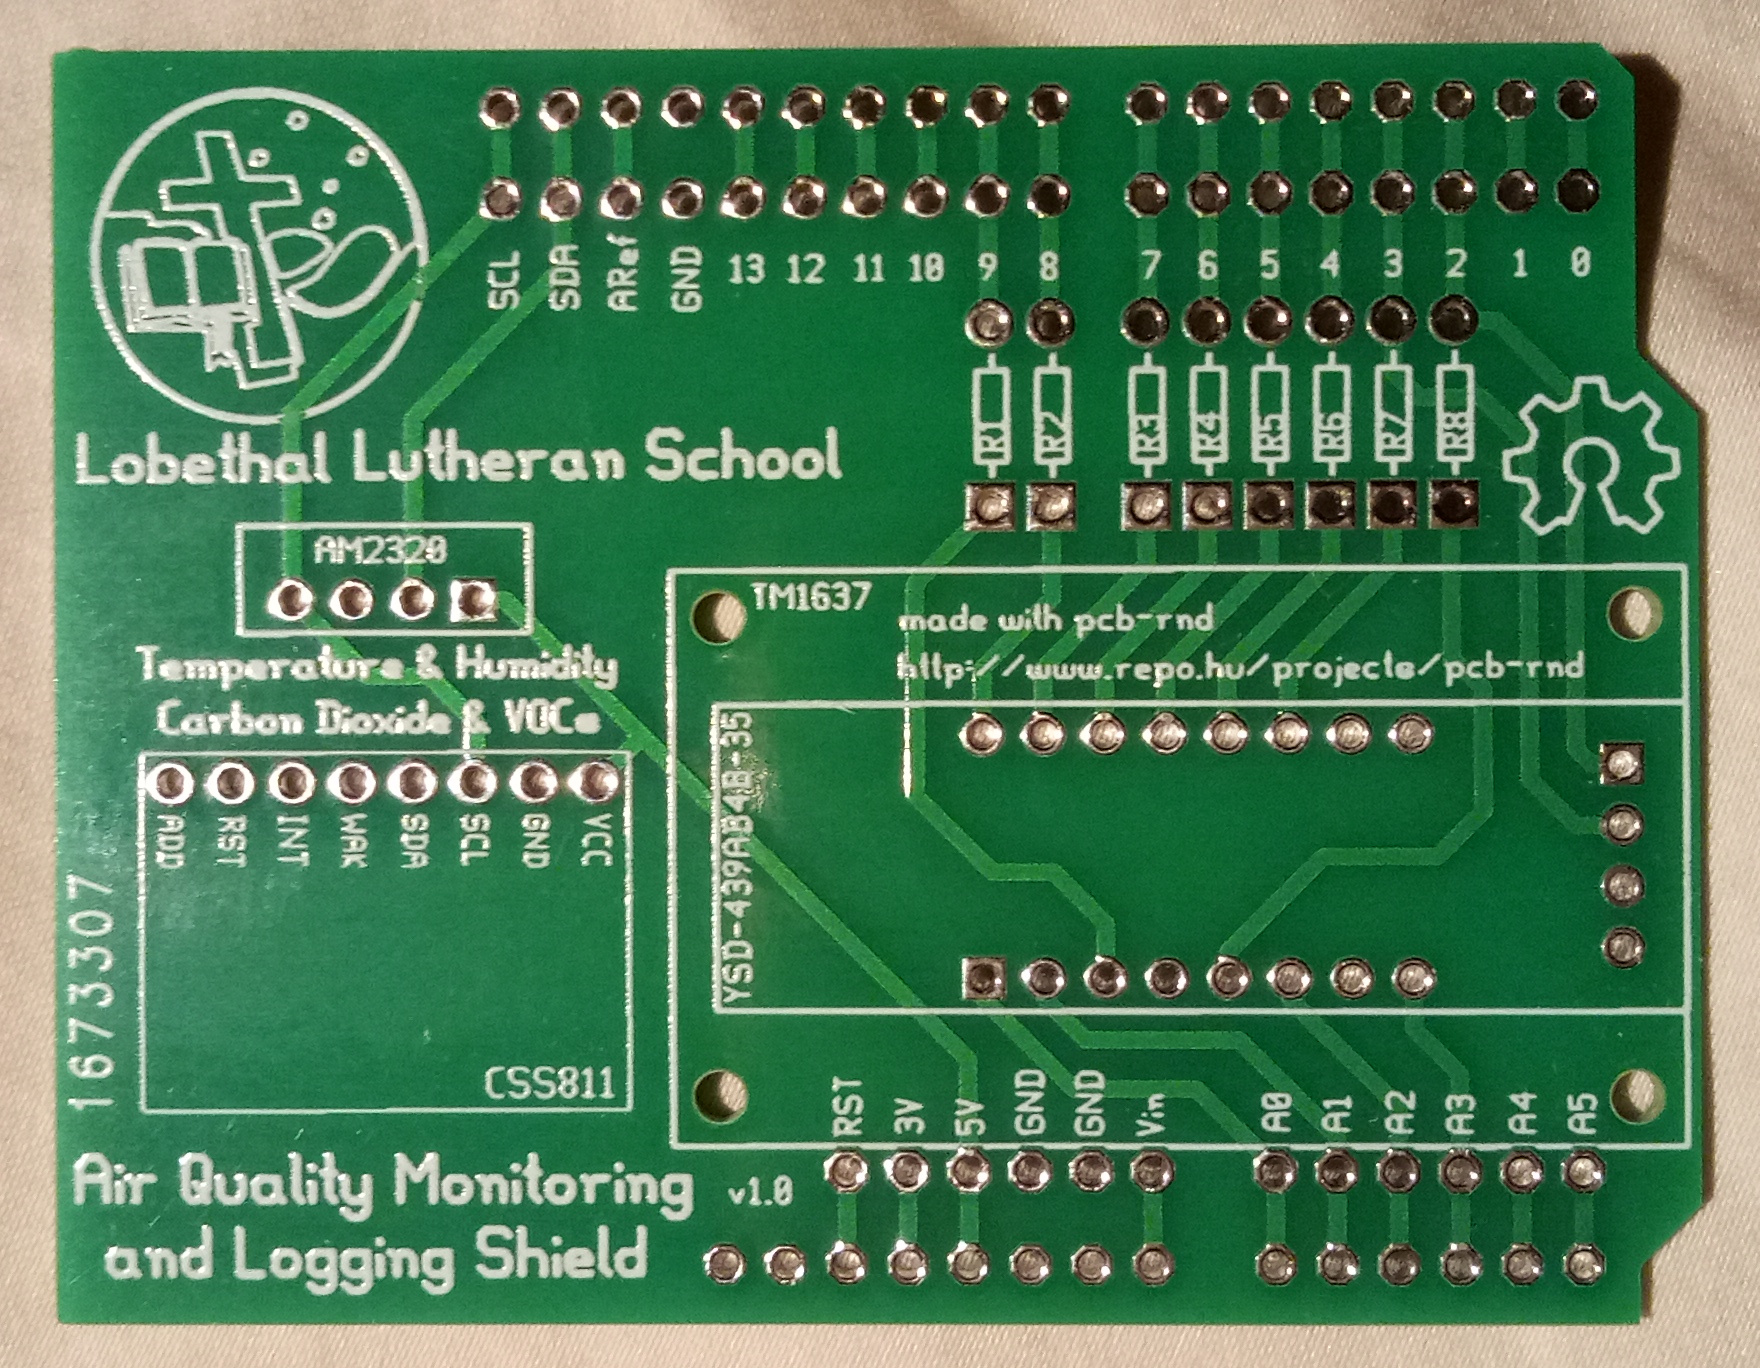 SCL SDA ARef GND 13 12 11 10 9 8 7 6 5 4 3 2 1 0
R1 R2 R3 R4 R5 R6 R7 R8
Lobethal Lutheran School
AM2320
TM1637
made with pcb-rnd
http://www.repo.hu/projects/pcb-rnd
Temperature & Humidity
Carbon Dioxide & VOCs
YSD-439AB4B-35
ADD RST INT WAK SDA SCL GND VCC
1673307
CSS811
RST 3V 5V GND GND Vin A0 A1 A2 A3 A4 A5
Air Quality Monitoring
and Logging Shield
v1.0